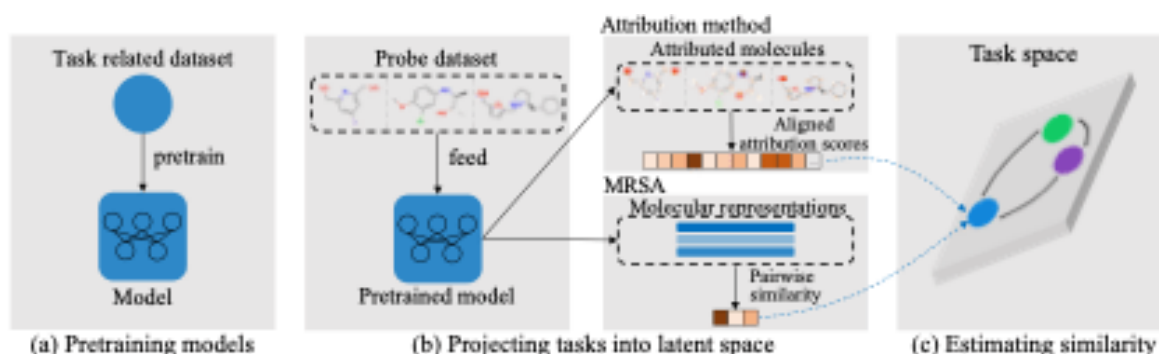 Task related dataset
pretrain
Model
(a) Pretraining models
Probe dataset
feed
Pretrained model
Attribution method
Attributed molecules
Aligned
attribution scores
...
MRSA
Molecular representations
Pairwise
similarity
(b) Projecting tasks into latent space
Task space
(c) Estimating similarity